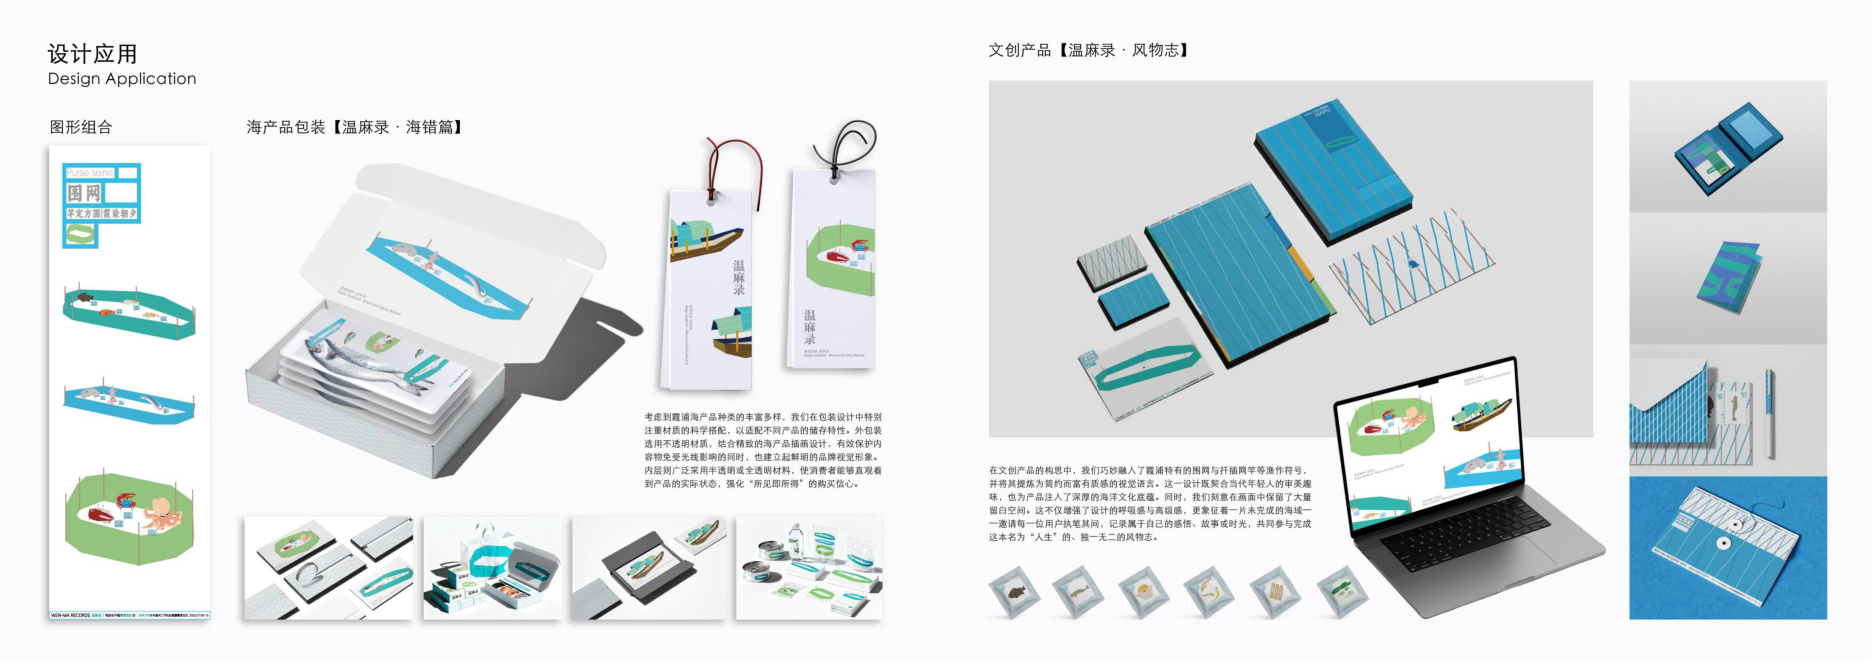 设计应用
Design Application
图形组合
Purse seine
围网
罩定方圆 霞染朝夕
WEN-MA RECORDS 温麻录
海产品包装【温麻录 · 海错篇】
温麻录
温麻录
考虑到霞浦海产品种类的丰富多样，我们在包装设计中特别
注重材质的科学搭配，以适配不同产品的储存特性。外包装
选用不透明材质，结合精致的海产品插画设计，有效保护内
容物免受光线影响的同时，也建立起鲜明的品牌视觉形象。
内层则广泛采用半透明或全透明材料，使消费者能够直观看
到产品的实际状态，强化“所见即所得”的购买信心。
文创产品【温麻录 · 风物志】
XIAPU
在文创产品的构思中，我们巧妙融入了霞浦特有的围网与扦插网竿等渔作符号，
并将其提炼为简约而富有质感的视觉语言。这一设计既契合当代年轻人的审美趣
味，也为产品注入了深厚的海洋文化底蕴。同时，我们刻意在画面中保留了大量
留白空间。这不仅增强了设计的呼吸感与高级感，更象征着一片未完成的海域—
—邀请每一位用户执笔其间，记录属于自己的感悟、故事或时光，共同参与完成
这本名为“人生”的、独一无二的风物志。